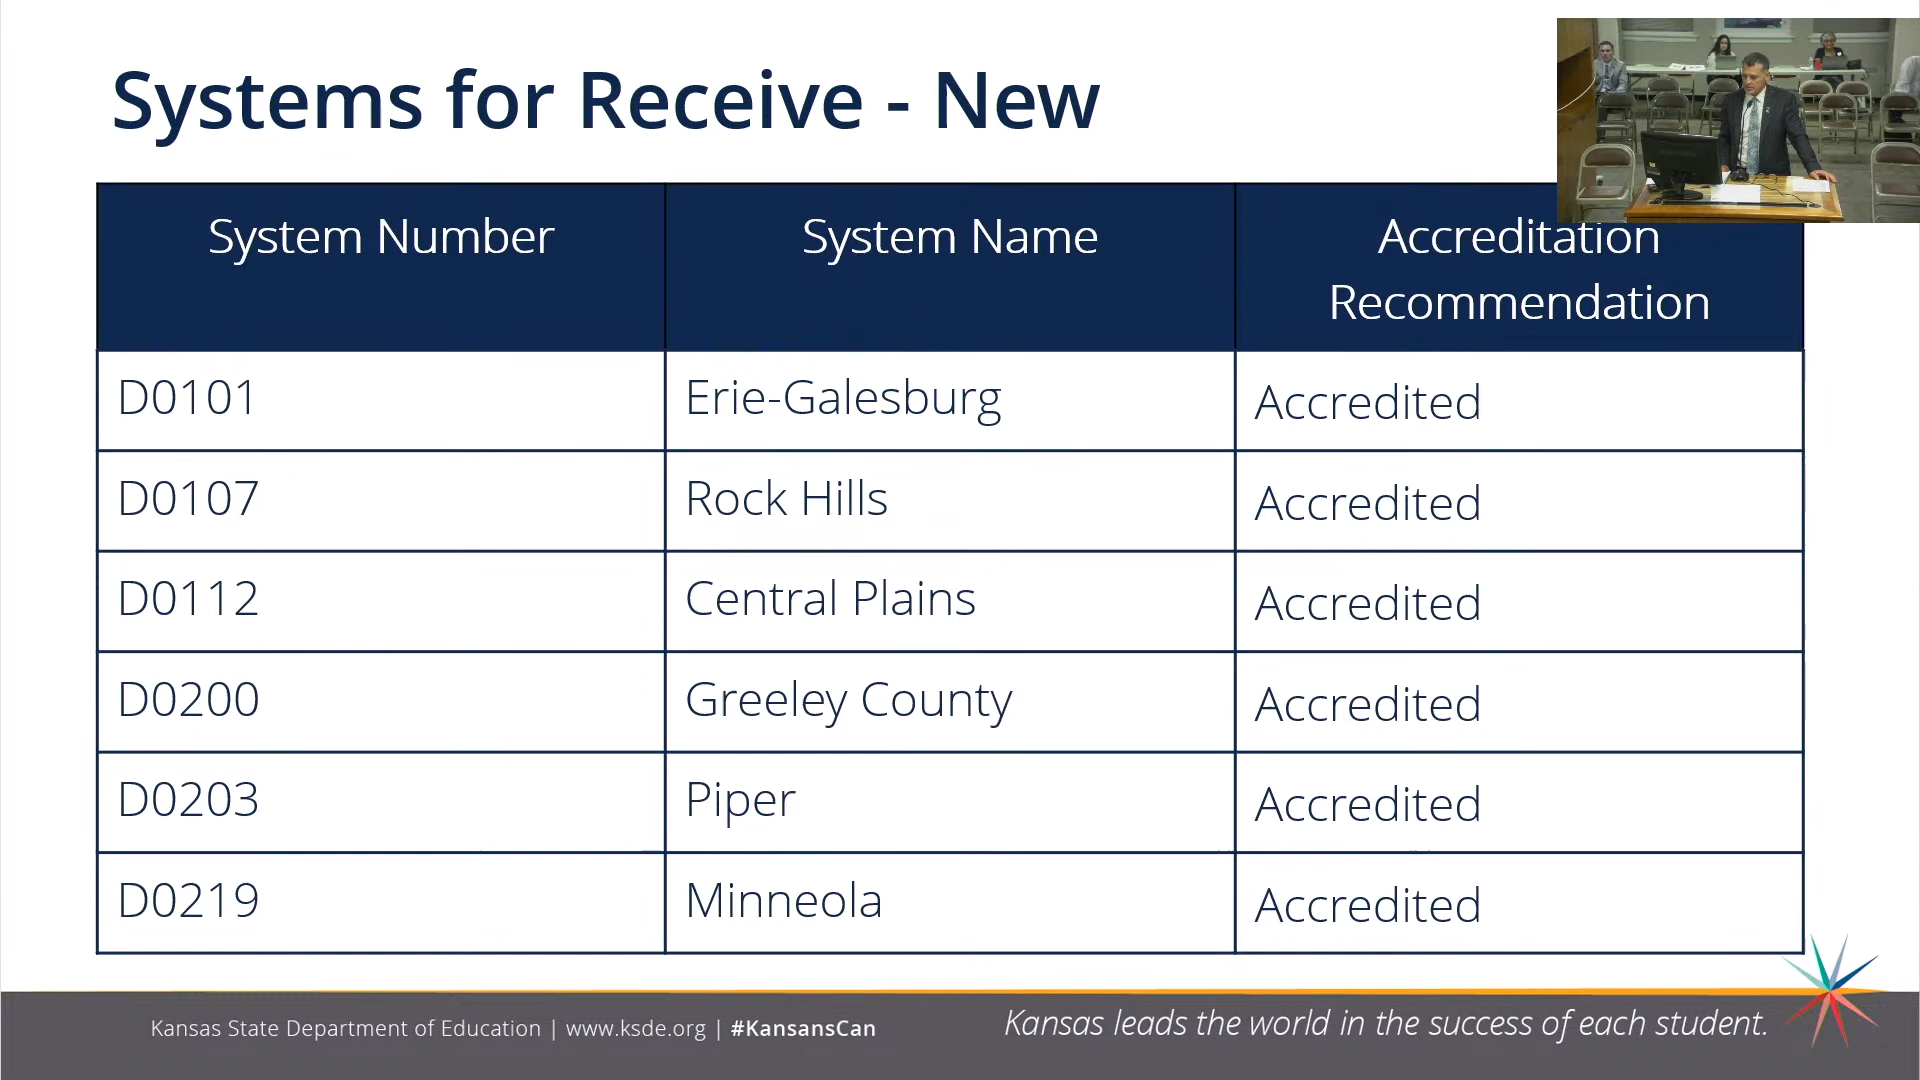 Systems for Receive - New
System Number
System Name
Accreditation
Recommendation
D0101
Erie-Galesburg
Accredited
D0107
Rock Hills
Accredited
D0112
Central Plains
Accredited
D0200
Greeley County
Accredited
D0203
Piper
Accredited
D0219
Minneola
Accredited
Kansas State Department of Education | www.ksde.org | #KansansCan
Kansas leads the world in the success of each student.